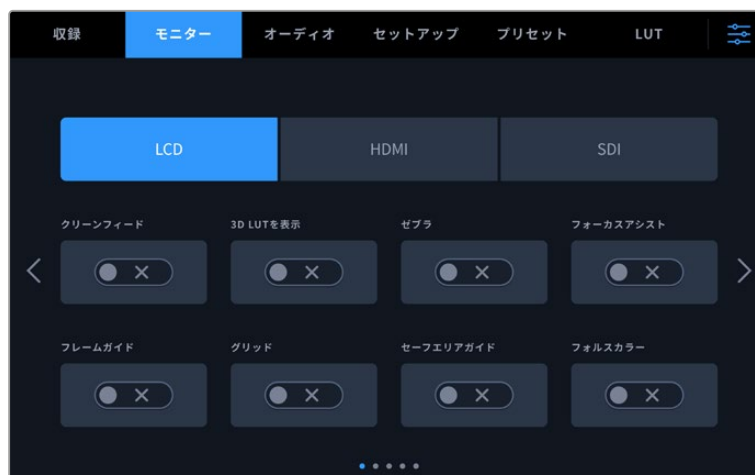 収録 モニター オーディオ セットアップ プリセット LUT
LCD HDMI SDI
クリーンフィード 3D LUTを表示 ゼブラ フォーカスアシスト
フレームガイド グリッド セーフエリアガイド フォルスカラー